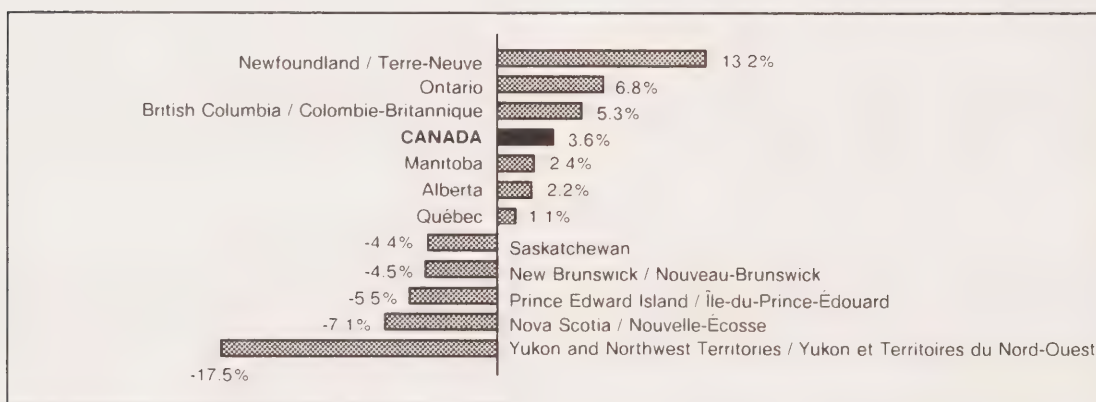 Newfoundland / Terre-Neuve 13 2%
Ontario 6.8%
British Columbia / Colombie-Britannique 5.3%
CANADA 3.6%
Manitoba 2 4%
Alberta 2.2%
Québec 1 1%
-4 4% Saskatchewan
-4.5% New Brunswick / Nouveau-Brunswick
-5 5% Prince Edward Island / Île-du-Prince-Édouard
-7 1% Nova Scotia / Nouvelle-Écosse
-17.5% Yukon and Northwest Territories / Yukon et Territoires du Nord-Ouest